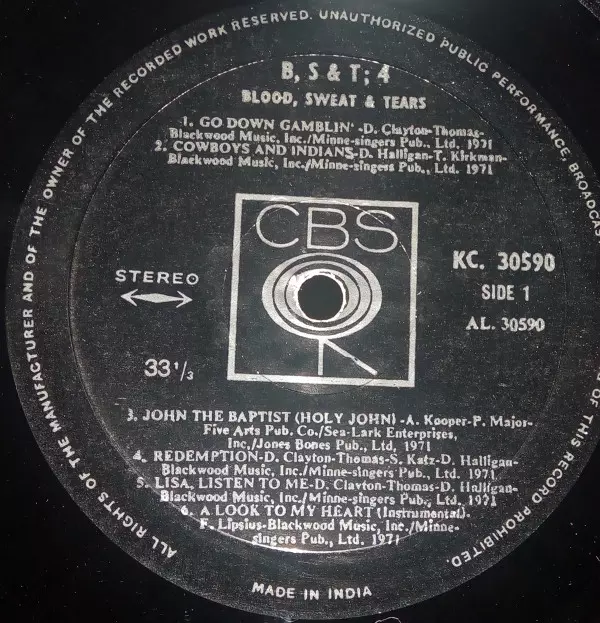 ALL RIGHTS OF THE MANUFACTURER AND OF THE OWNER OF THE RECORDED WORK RESERVED. UNAUTHORIZED PUBLIC PERFORMANCE, BROADCAS
OF THIS RECORD PROHIBITED.
B, S & T; 4
BLOOD, SWEAT & TEARS
1. GO DOWN GAMBLIN' -D. Clayton-Thomas-
Blackwood Music, Inc./Minne-singers Pub., Ltd. 1971
2. COWBOYS AND INDIANS-D. Halligan-T. Kirkman-
Blackwood Music, Inc./Minne-singers Pub., Ltd. 1971
CBS
STEREO
33 1/3
KC. 30590
SIDE 1
AL. 30590
3. JOHN THE BAPTIST (HOLY JOHN) -A. Kooper-P. Major-
Five Arts Pub. Co./Sea-Lark Enterprises,
Inc,/Jones Bones Pub., Ltd, 1971
4. REDEMPTION-D. Clayton-Thomas-S. Katz-D. Halligan-
Blackwood Music, Inc./Minne-singers Pub., Ltd. 1971
5. LISA, LISTEN TO ME-D. Clayton-Thomas-D. Halligan-
Blackwood Music, Inc./Minne-singers Pub., Ltd. 1971
6. A LOOK TO MY HEART (Instrumental)-
F. Lipsius-Blackwood Music, Inc./Minne-
singers Pub., Ltd. 1971
MADE IN INDIA